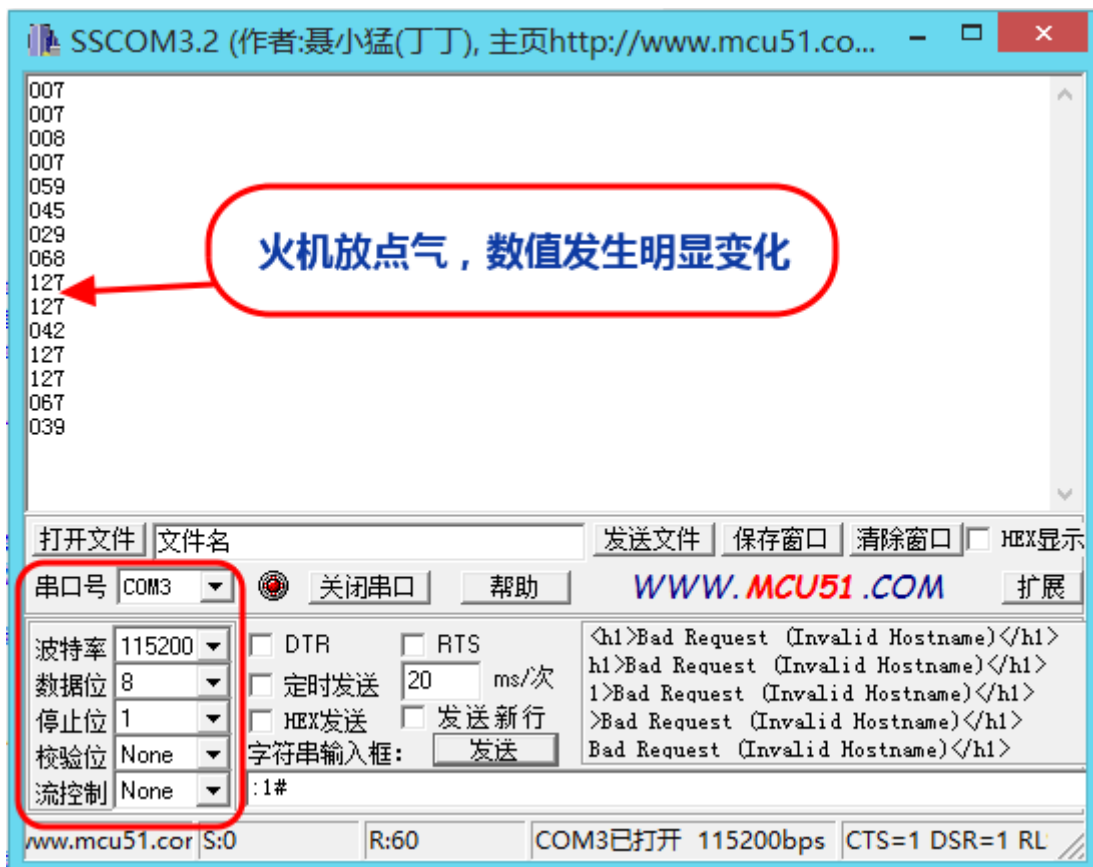 SSCOM3.2 (作者:聂小猛(丁丁), 主页http://www.mcu51.co...
007
007
008
007
059
045
029
068
127
127
042
127
127
067
039
火机放点气，数值发生明显变化
打开文件 文件名 发送文件 保存窗口 清除窗口 HEX显示
串口号 COM3 关闭串口 帮助 WWW.MCU51.COM 扩展
波特率 115200 DTR RTS
数据位 8 定时发送 20 ms/次
停止位 1 HEX发送 发送新行
校验位 None 字符串输入框: 发送
流控制 None :1#
<h1>Bad Request (Invalid Hostname)</h1>
h1>Bad Request (Invalid Hostname)</h1>
1>Bad Request (Invalid Hostname)</h1>
>Bad Request (Invalid Hostname)</h1>
Bad Request (Invalid Hostname)</h1>
www.mcu51.cor S:0 R:60 COM3已打开 115200bps CTS=1 DSR=1 RL